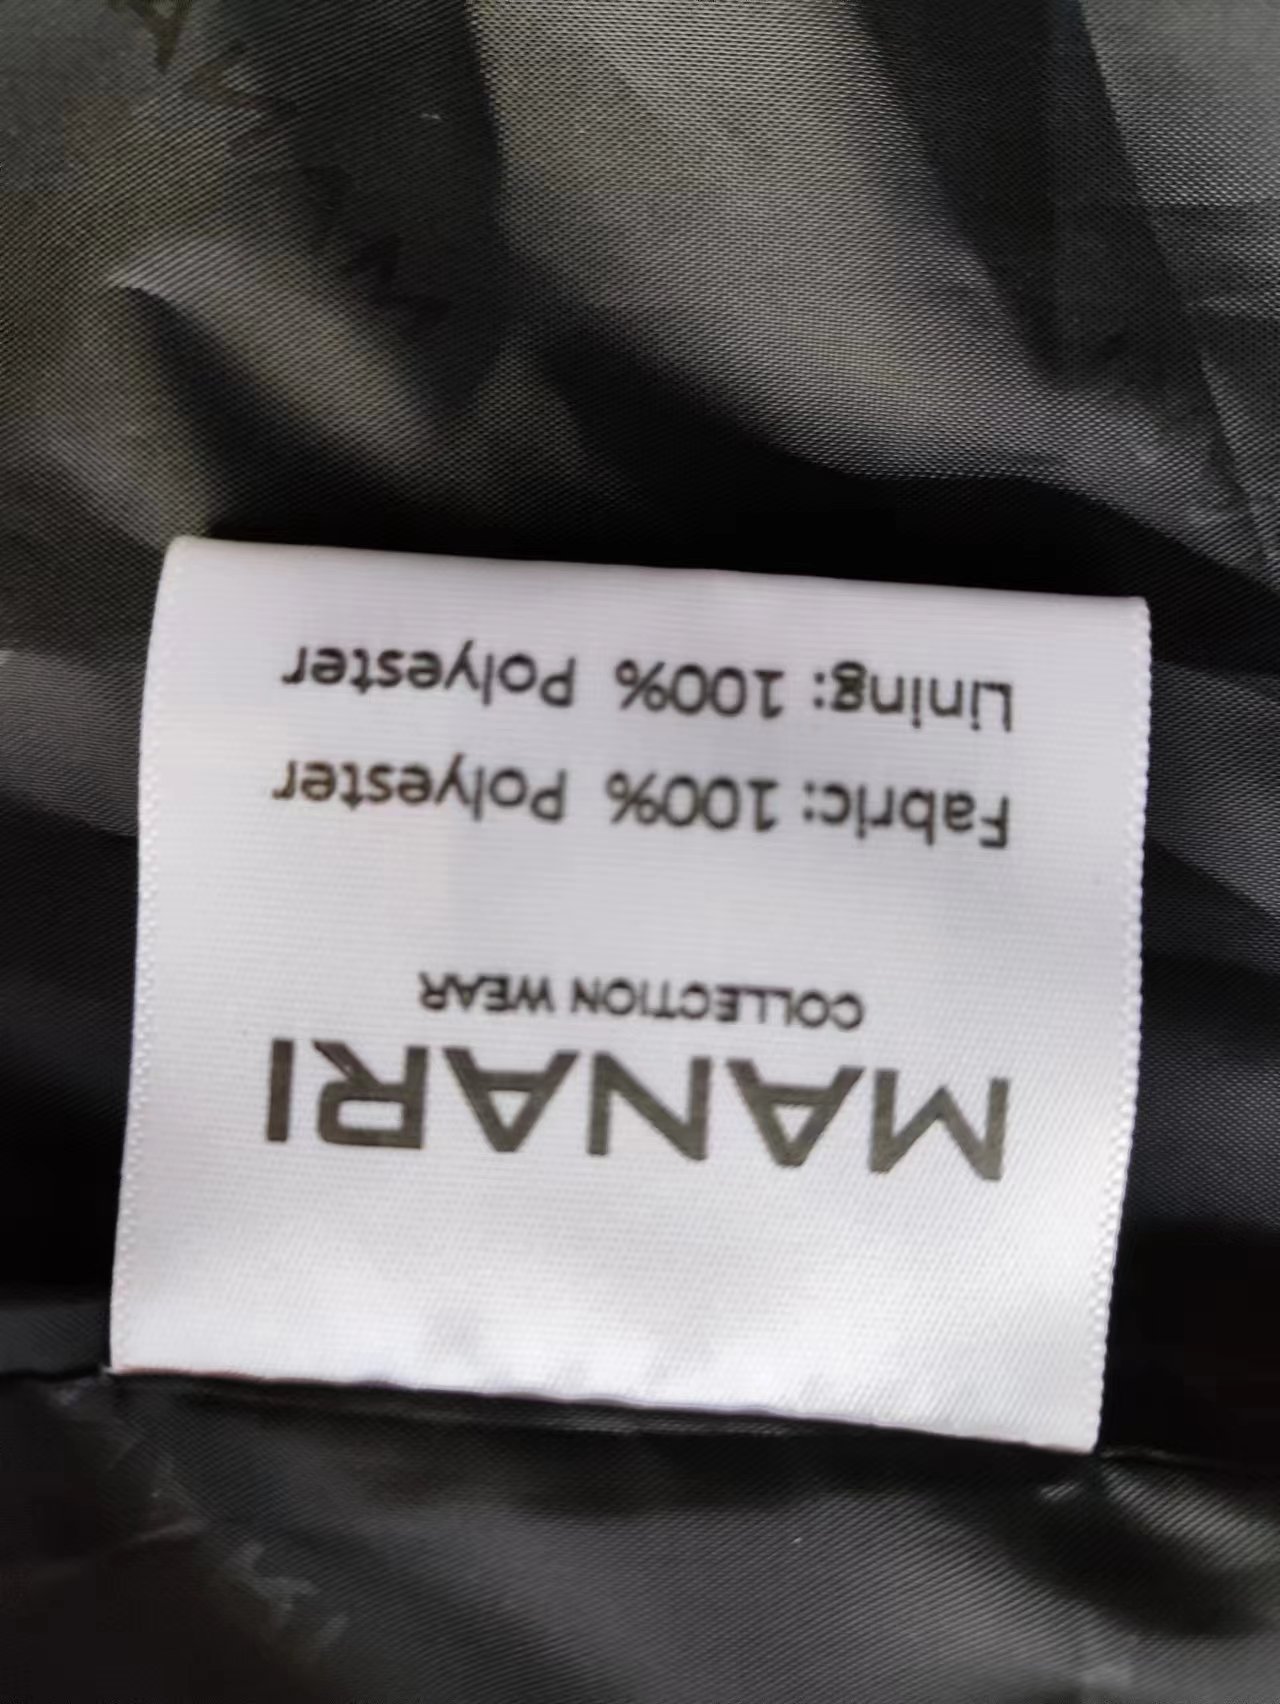 MANARI
COLLECTION WEAR
Fabric: 100% Polyester
Lining: 100% Polyester